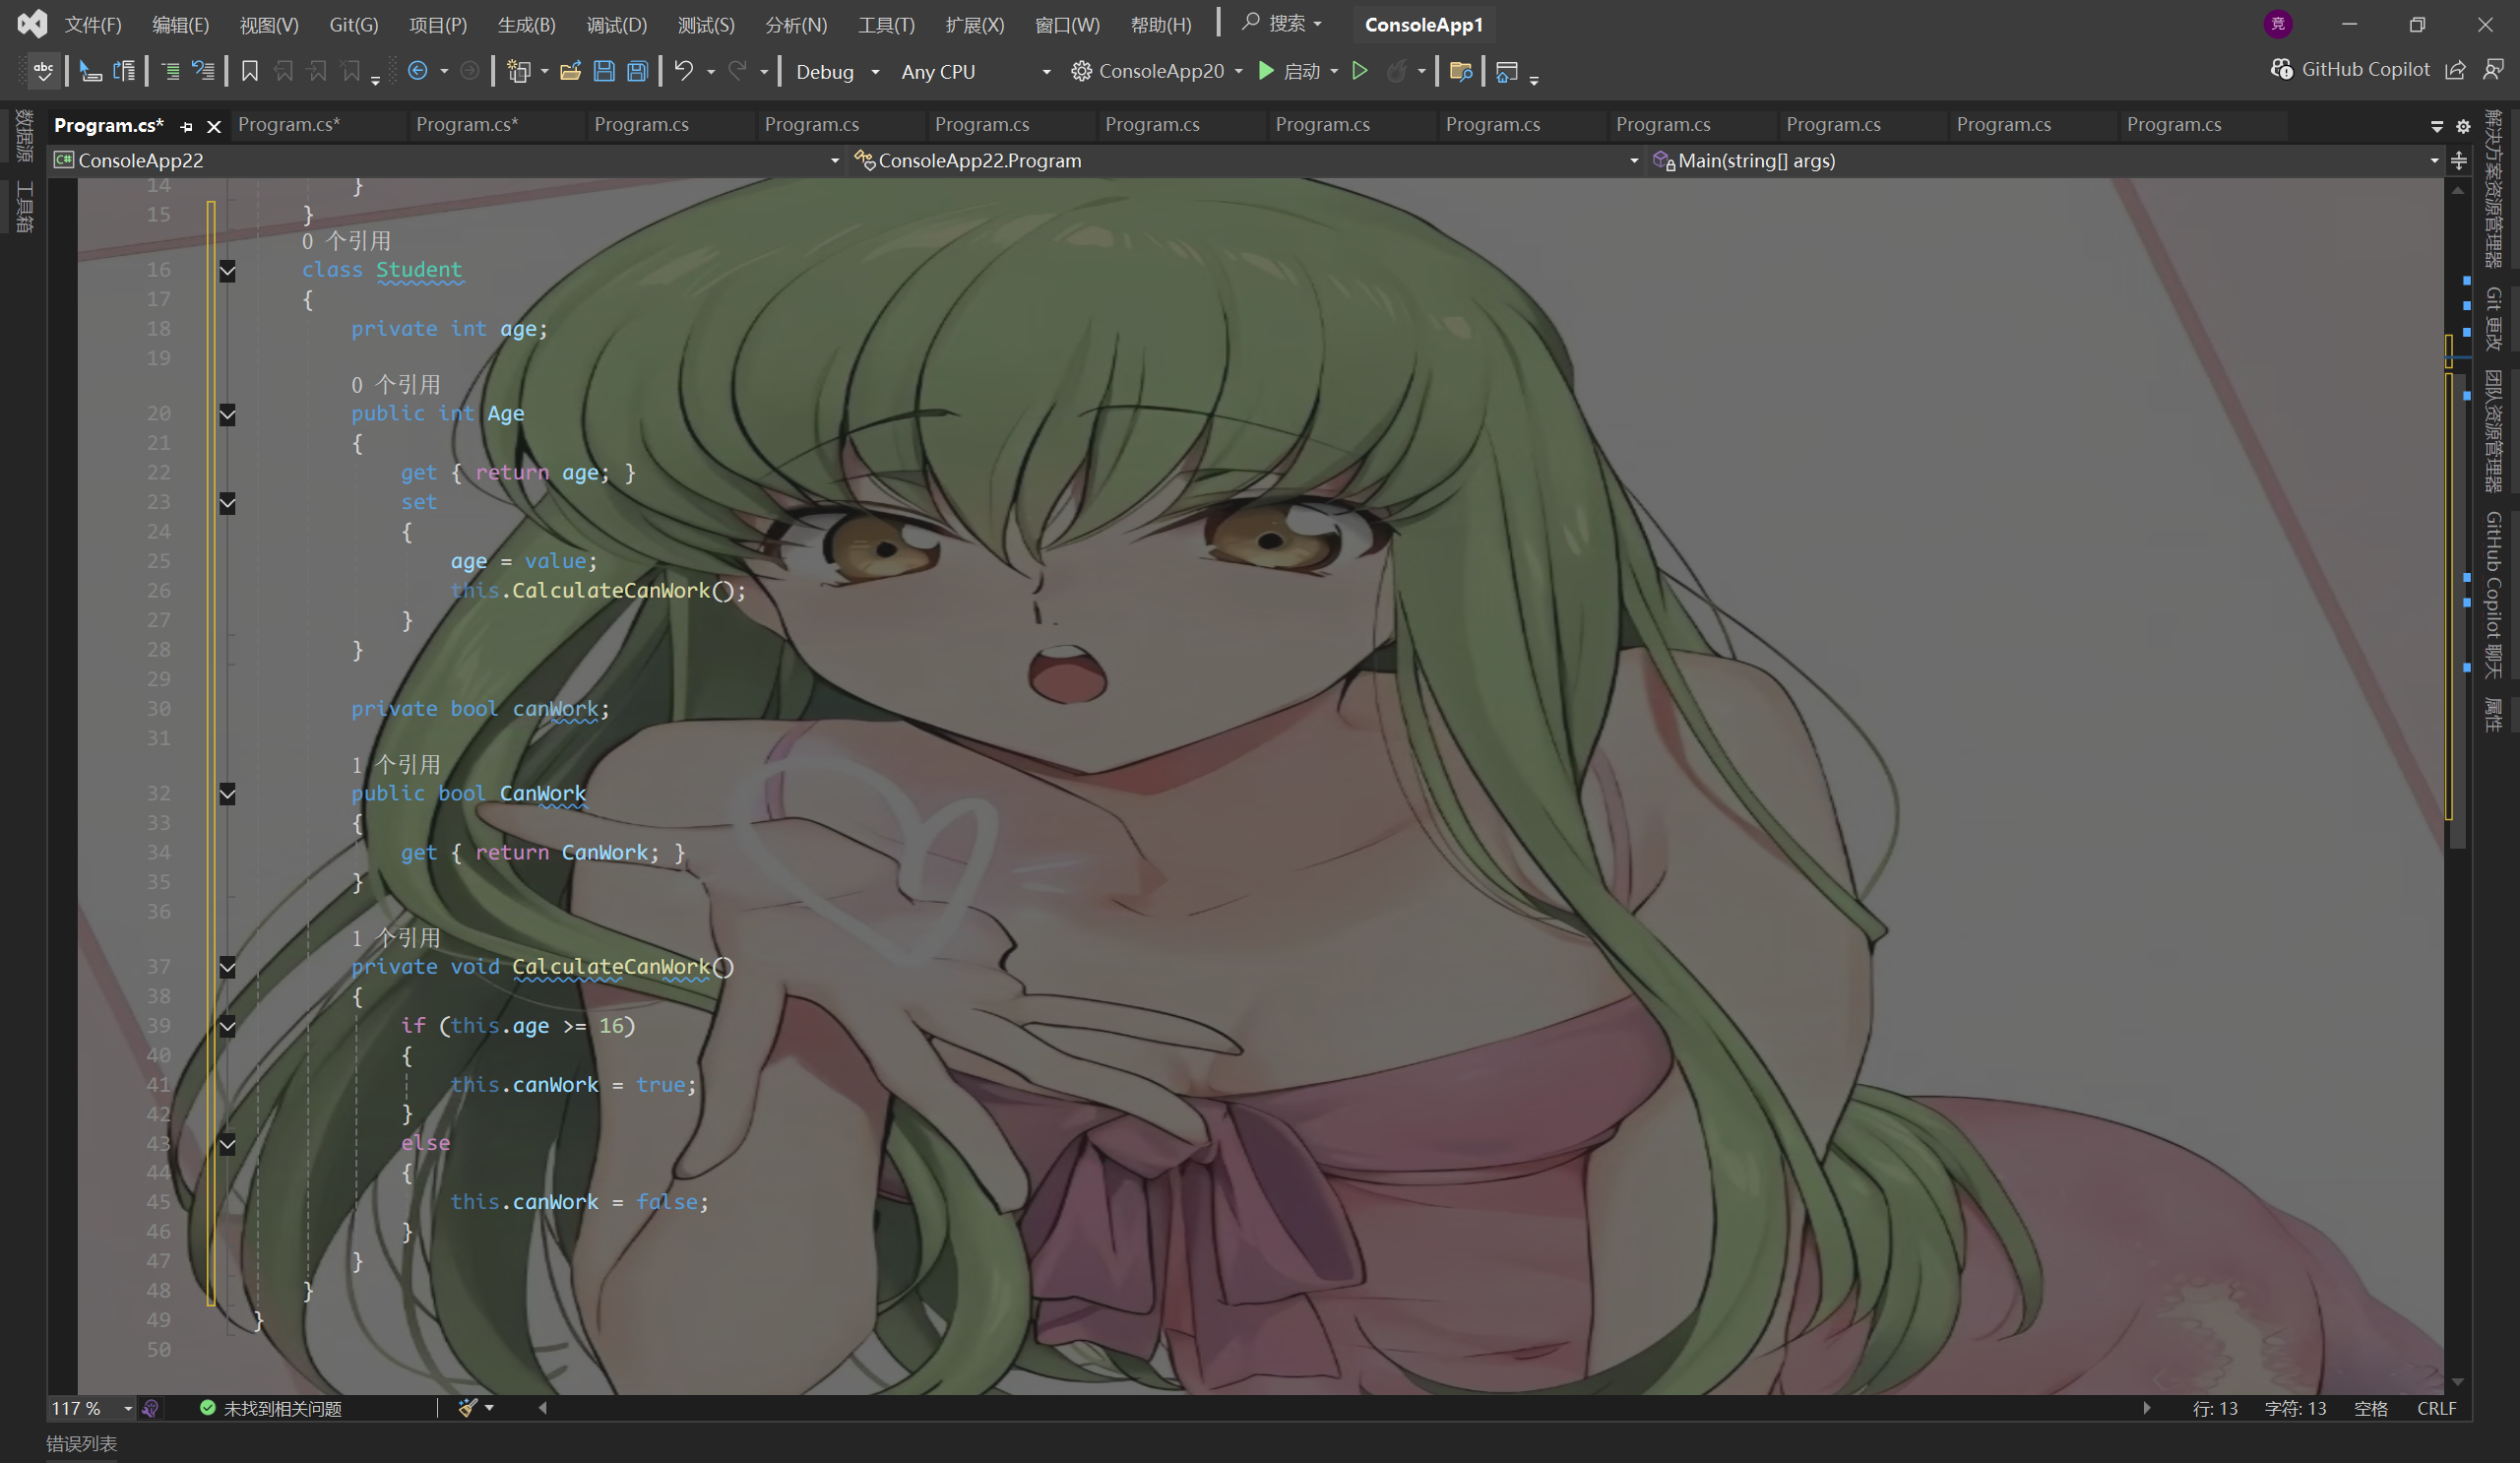 文件(F) 编辑(E) 视图(V) Git(G) 项目(P) 生成(B) 调试(D) 测试(S) 分析(N) 工具(T) 扩展(X) 窗口(W) 帮助(H) 搜索 ConsoleApp1 竞
abc Debug Any CPU ConsoleApp20 启动 GitHub Copilot
Program.cs* Program.cs* Program.cs* Program.cs Program.cs Program.cs Program.cs Program.cs Program.cs Program.cs Program.cs Program.cs Program.cs
C# ConsoleApp22 ConsoleApp22.Program Main(string[] args)
数据源
工具箱
14 }
15 }
0 个引用
16 class Student
17 {
18 private int age;
19
0 个引用
20 public int Age
21 {
22 get { return age; }
23 set
24 {
25 age = value;
26 this.CalculateCanWork();
27 }
28 }
29
30 private bool canWork;
31
1 个引用
32 public bool CanWork
33 {
34 get { return CanWork; }
35 }
36
1 个引用
37 private void CalculateCanWork()
38 {
39 if (this.age >= 16)
40 {
41 this.canWork = true;
42 }
43 else
44 {
45 this.canWork = false;
46 }
47 }
48 }
49 }
50
解决方案资源管理器
Git 更改
团队资源管理器
GitHub Copilot 聊天
属性
117 % 未找到相关问题 行: 13 字符: 13 空格 CRLF
错误列表